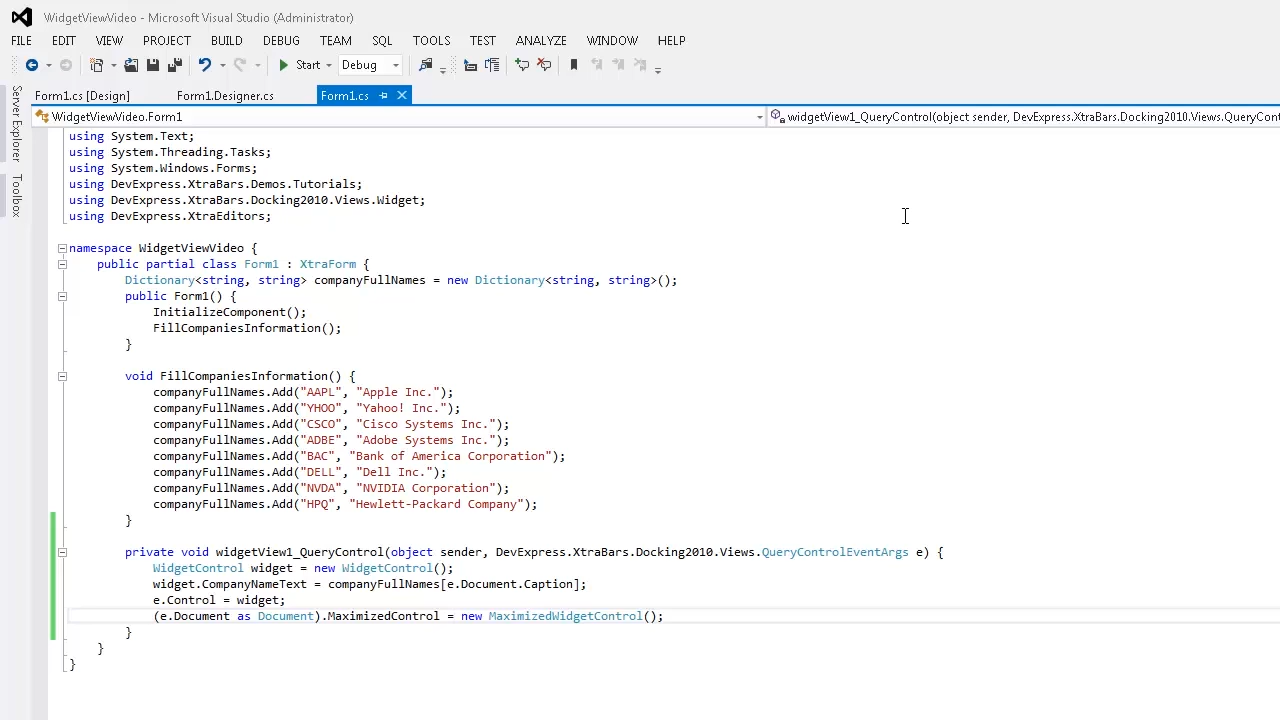 WidgetViewVideo - Microsoft Visual Studio (Administrator)
FILE EDIT VIEW PROJECT BUILD DEBUG TEAM SQL TOOLS TEST ANALYZE WINDOW HELP
Start Debug
Server Explorer
Toolbox
Form1.cs [Design] Form1.Designer.cs Form1.cs
WidgetViewVideo.Form1 widgetView1_QueryControl(object sender, DevExpress.XtraBars.Docking2010.Views.QueryCont
using System.Text;
using System.Threading.Tasks;
using System.Windows.Forms;
using DevExpress.XtraBars.Demos.Tutorials;
using DevExpress.XtraBars.Docking2010.Views.Widget;
using DevExpress.XtraEditors;
namespace WidgetViewVideo {
public partial class Form1 : XtraForm {
Dictionary<string, string> companyFullNames = new Dictionary<string, string>();
public Form1() {
InitializeComponent();
FillCompaniesInformation();
}
void FillCompaniesInformation() {
companyFullNames.Add("AAPL", "Apple Inc.");
companyFullNames.Add("YHOO", "Yahoo! Inc.");
companyFullNames.Add("CSCO", "Cisco Systems Inc.");
companyFullNames.Add("ADBE", "Adobe Systems Inc.");
companyFullNames.Add("BAC", "Bank of America Corporation");
companyFullNames.Add("DELL", "Dell Inc.");
companyFullNames.Add("NVDA", "NVIDIA Corporation");
companyFullNames.Add("HPQ", "Hewlett-Packard Company");
}
private void widgetView1_QueryControl(object sender, DevExpress.XtraBars.Docking2010.Views.QueryControlEventArgs e) {
WidgetControl widget = new WidgetControl();
widget.CompanyNameText = companyFullNames[e.Document.Caption];
e.Control = widget;
(e.Document as Document).MaximizedControl = new MaximizedWidgetControl();
}
}
}